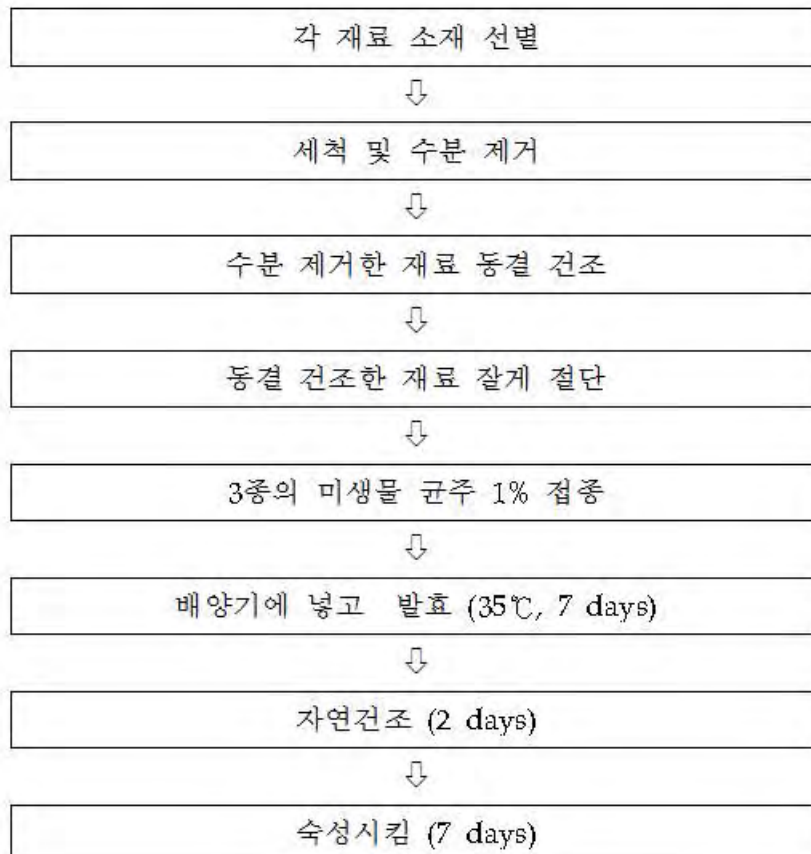 각 재료 소재 선별
⇩
세척 및 수분 제거
⇩
수분 제거한 재료 동결 건조
⇩
동결 건조한 재료 잘게 절단
⇩
3종의 미생물 균주 1% 접종
⇩
배양기에 넣고 발효 (35℃, 7 days)
⇩
자연건조 (2 days)
⇩
숙성시킴 (7 days)